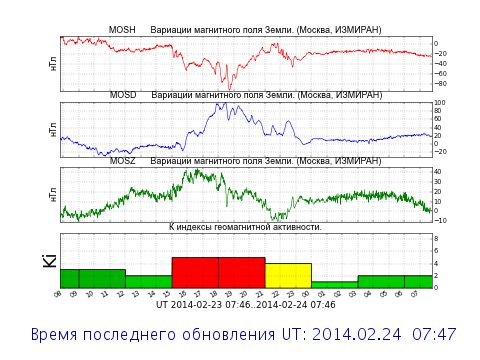 MOSH Вариации магнитного поля Земли. (Москва, ИЗМИРАН)
нТл
0
−20
−40
−60
−80
MOSD Вариации магнитного поля Земли. (Москва, ИЗМИРАН)
нТл
100
80
60
40
20
0
−20
MOSZ Вариации магнитного поля Земли. (Москва, ИЗМИРАН)
нТл
40
30
20
10
0
−10
К индексы геомагнитной активности.
Ki
8
6
4
2
0
08 09 10 11 12 13 14 15 16 17 18 19 20 21 22 23 00 01 02 03 04 05 06 07
UT 2014-02-23 07:46..2014-02-24 07:46
Время последнего обновления UT: 2014.02.24 07:47